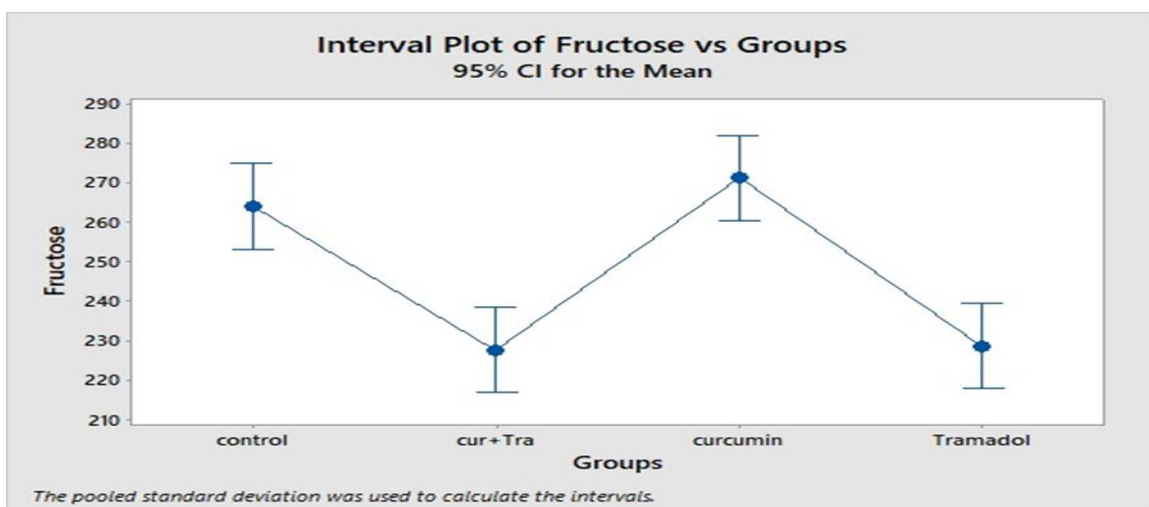 Interval Plot of Fructose vs Groups
95% CI for the Mean
290
280
270
260
250
240
230
220
210
Fructose
control
cur+Tra
curcumin
Tramadol
Groups
The pooled standard deviation was used to calculate the intervals.